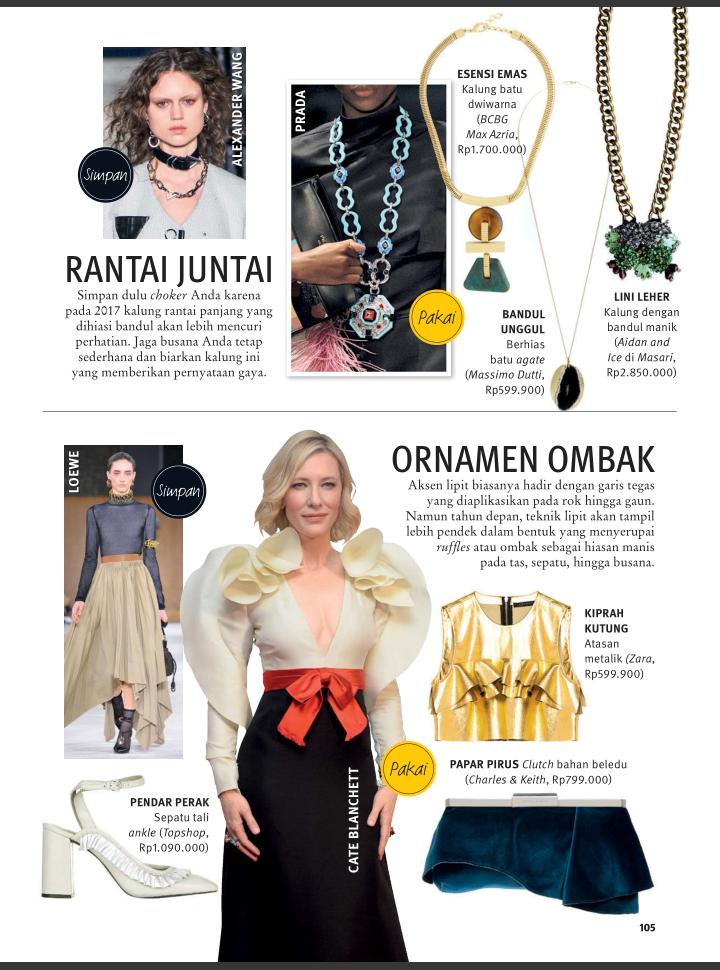 ALEXANDER WANG
Simpan
RANTAI JUNTAI
Simpan dulu choker Anda karena
pada 2017 kalung rantai panjang yang
dihiasi bandul akan lebih mencuri
perhatian. Jaga busana Anda tetap
sederhana dan biarkan kalung ini
yang memberikan pernyataan gaya.
PRADA
Pakai
ESENSI EMAS
Kalung batu
dwiwarna
(BCBG
Max Azria,
Rp1.700.000)
BANDUL
UNGGUL
Berhias
batu agate
(Massimo Dutti,
Rp599.900)
LINI LEHER
Kalung dengan
bandul manik
(Aidan and
Ice di Masari,
Rp2.850.000)
LOEWE
Simpan
ORNAMEN OMBAK
Aksen lipit biasanya hadir dengan garis tegas
yang diaplikasikan pada rok hingga gaun.
Namun tahun depan, teknik lipit akan tampil
lebih pendek dalam bentuk yang menyerupai
ruffles atau ombak sebagai hiasan manis
pada tas, sepatu, hingga busana.
KIPRAH
KUTUNG
Atasan
metalik (Zara,
Rp599.900)
Pakai
PAPAR PIRUS Clutch bahan beledu
(Charles & Keith, Rp799.000)
PENDAR PERAK
Sepatu tali
ankle (Topshop,
Rp1.090.000)
CATE BLANCHETT
105